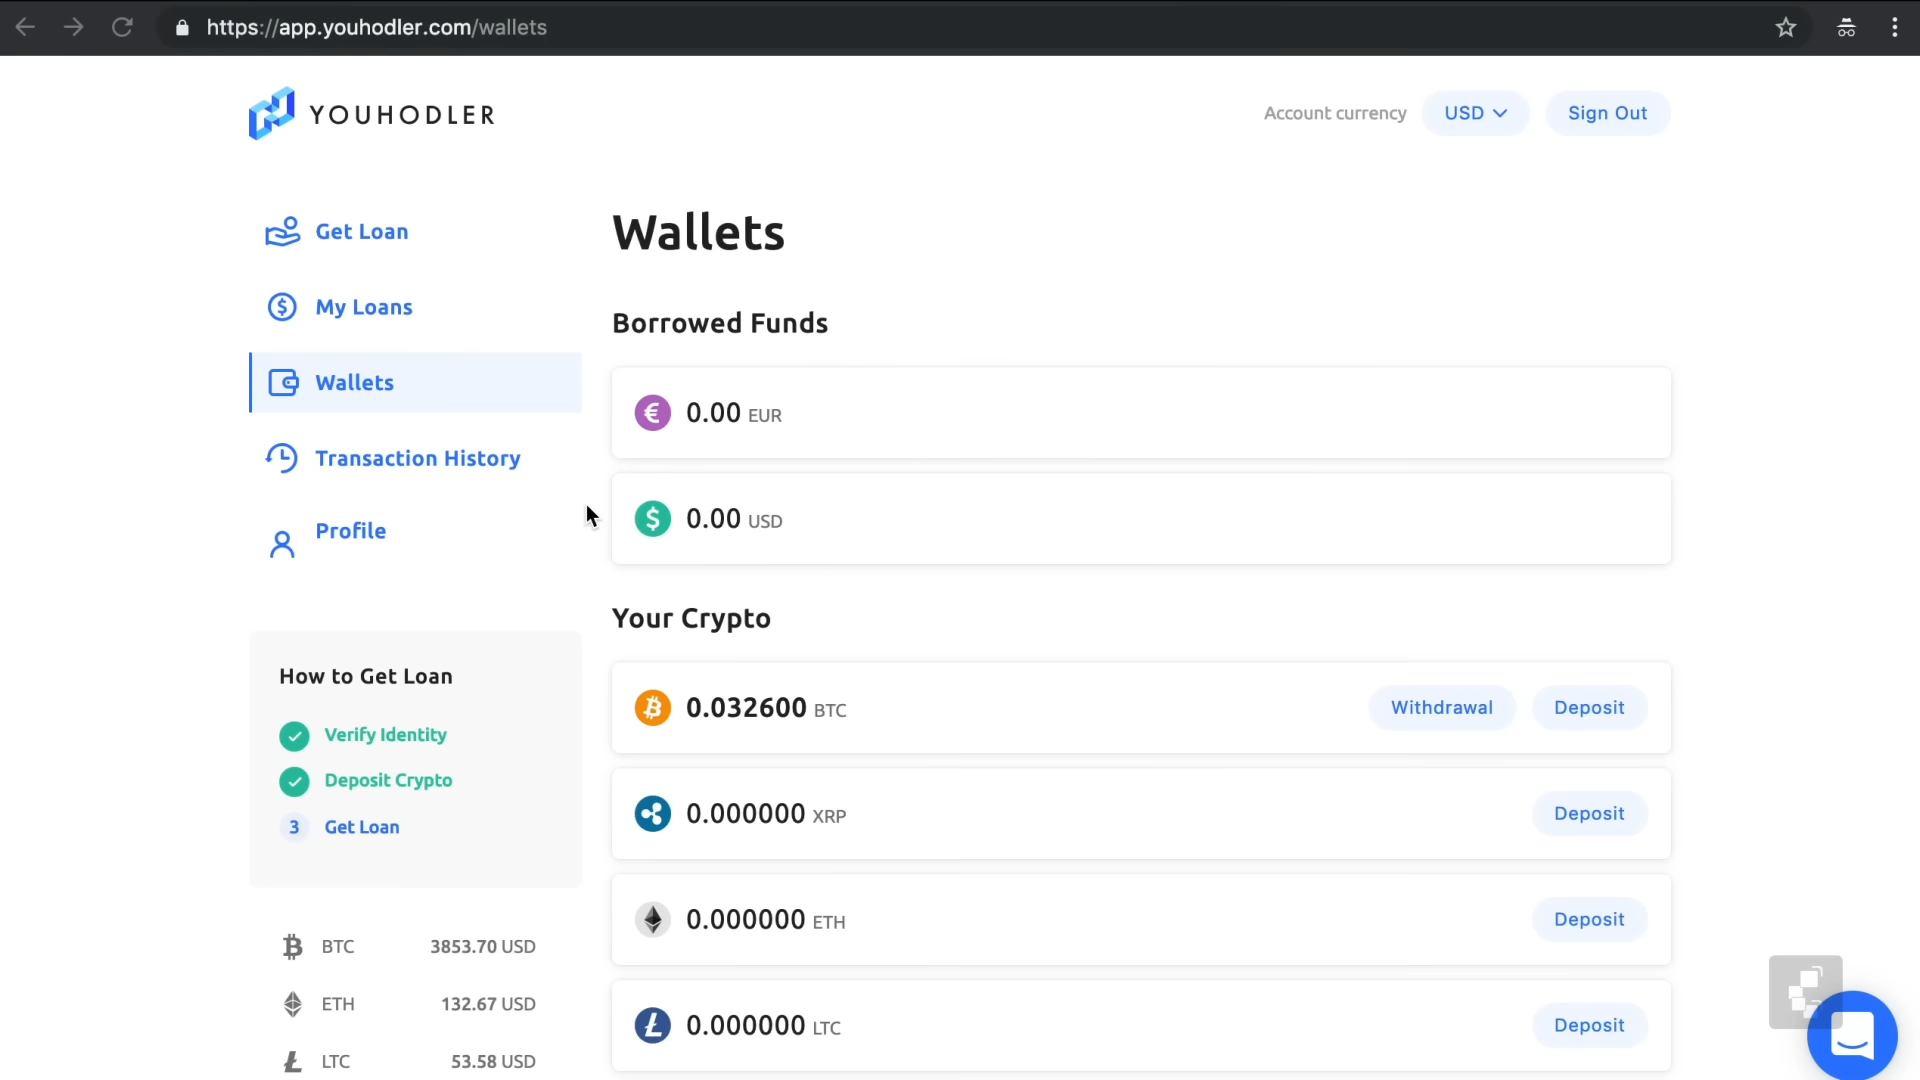 https://app.youhodler.com/wallets
YOUHODLER
Account currency
USD
Sign Out
Get Loan
My Loans
Wallets
Transaction History
Profile
How to Get Loan
Verify Identity
Deposit Crypto
3 Get Loan
BTC 3853.70 USD
ETH 132.67 USD
LTC 53.58 USD
Wallets
Borrowed Funds
€ 0.00 EUR
$ 0.00 USD
Your Crypto
0.032600 BTC Withdrawal Deposit
0.000000 XRP Deposit
0.000000 ETH Deposit
0.000000 LTC Deposit